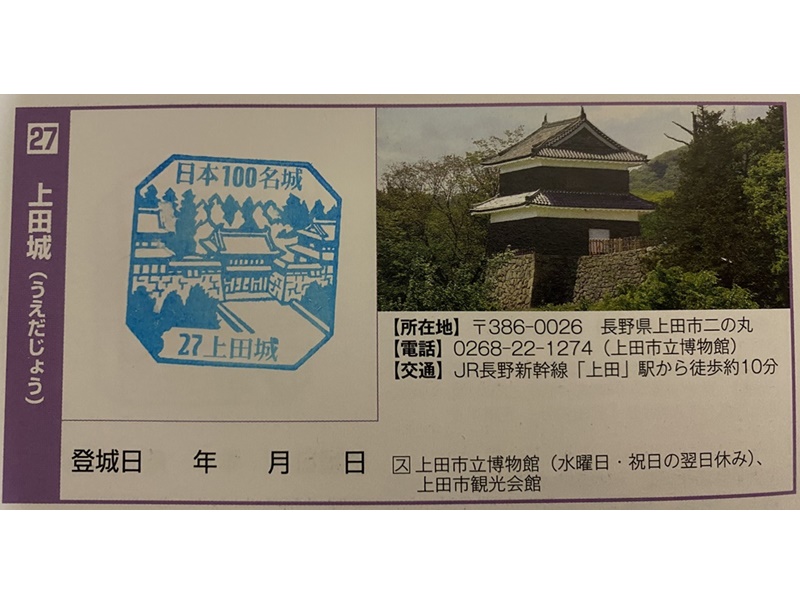 27
上田城(うえだじょう)
日本100名城
27上田城
【所在地】〒386-0026 長野県上田市二の丸
【電話】0268-22-1274(上田市立博物館)
【交通】JR長野新幹線「上田」駅から徒歩約10分
登城日 年 月 日
ス 上田市立博物館(水曜日・祝日の翌日休み)、
上田市観光会館